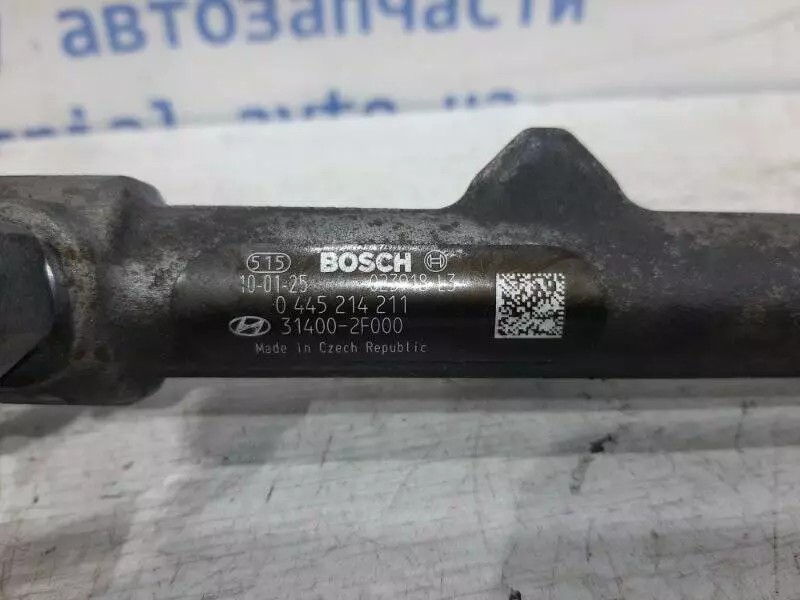 автозапчасти
515 BOSCH
10-01-25
0 445 214 211
31400-2F000
Made in Czech Republic